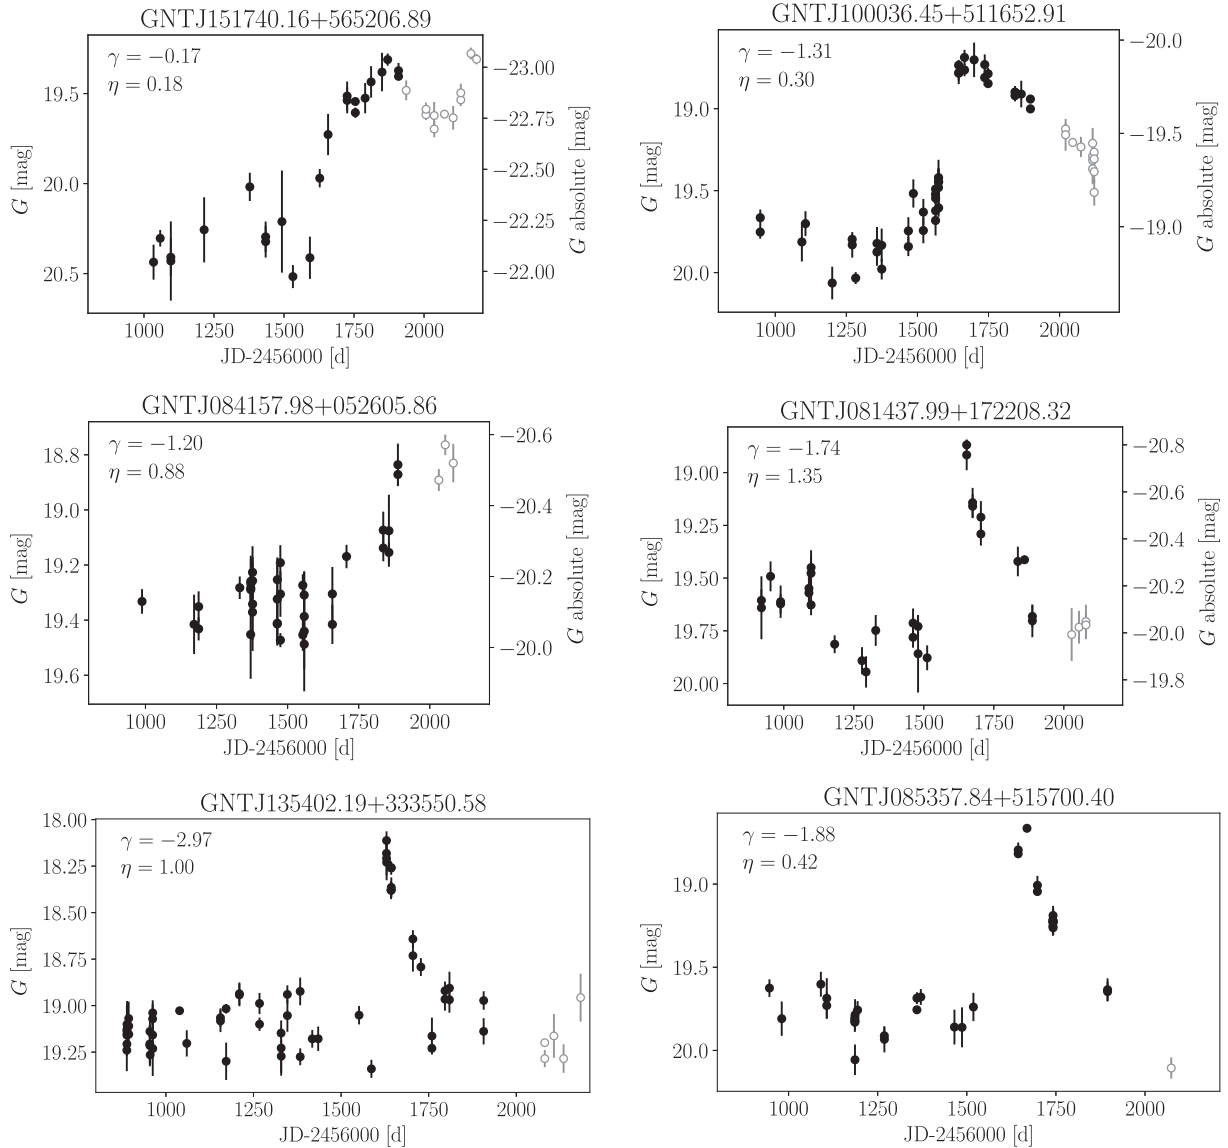 GNTJ151740.16+565206.89
γ = −0.17
η = 0.18
19.5
20.0
20.5
G [mag]
−23.00
−22.75
−22.50
−22.25
−22.00
G absolute [mag]
1000 1250 1500 1750 2000
JD-2456000 [d]
GNTJ100036.45+511652.91
γ = −1.31
η = 0.30
19.0
19.5
20.0
G [mag]
−20.0
−19.5
−19.0
G absolute [mag]
1000 1250 1500 1750 2000
JD-2456000 [d]
GNTJ084157.98+052605.86
γ = −1.20
η = 0.88
18.8
19.0
19.2
19.4
19.6
G [mag]
−20.6
−20.4
−20.2
−20.0
G absolute [mag]
1000 1250 1500 1750 2000
JD-2456000 [d]
GNTJ081437.99+172208.32
γ = −1.74
η = 1.35
19.00
19.25
19.50
19.75
20.00
G [mag]
−20.8
−20.6
−20.4
−20.2
−20.0
−19.8
G absolute [mag]
1000 1250 1500 1750 2000
JD-2456000 [d]
GNTJ135402.19+333550.58
γ = −2.97
η = 1.00
18.00
18.25
18.50
18.75
19.00
19.25
G [mag]
1000 1250 1500 1750 2000
JD-2456000 [d]
GNTJ085357.84+515700.40
γ = −1.88
η = 0.42
19.0
19.5
20.0
G [mag]
1000 1250 1500 1750 2000
JD-2456000 [d]